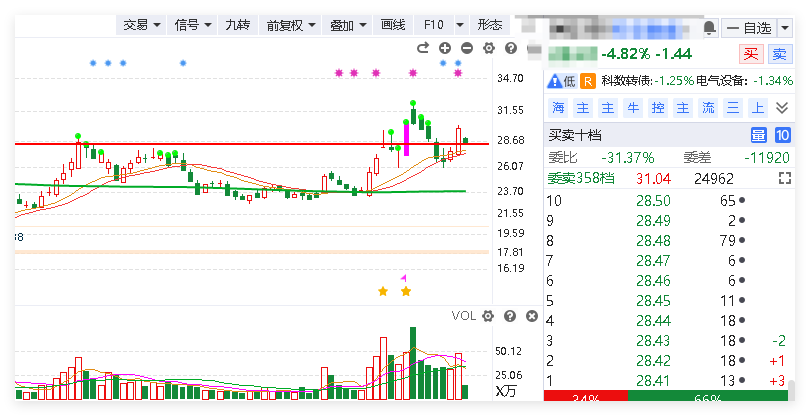 交易 信号 九转 前复权 叠加 画线 F10 形态
一 自选
-4.82% -1.44 买 卖
低 R 科数转债:-1.25% 电气设备: -1.34%
海 主 主 牛 控 主 流 三 上
买卖十档 量 10
委比 -31.37% 委差 -11920
委卖358档 31.04 24962
10 28.50 65
9 28.49 2
8 28.48 79
7 28.47 6
6 28.46 6
5 28.45 11
4 28.44 18
3 28.43 18 -2
2 28.42 18 +1
1 28.41 13 +3
34% 66%
34.70
31.55
28.68
26.07
23.70
21.55
19.59
17.81
16.19
38
VOL
50.12
25.06
X万